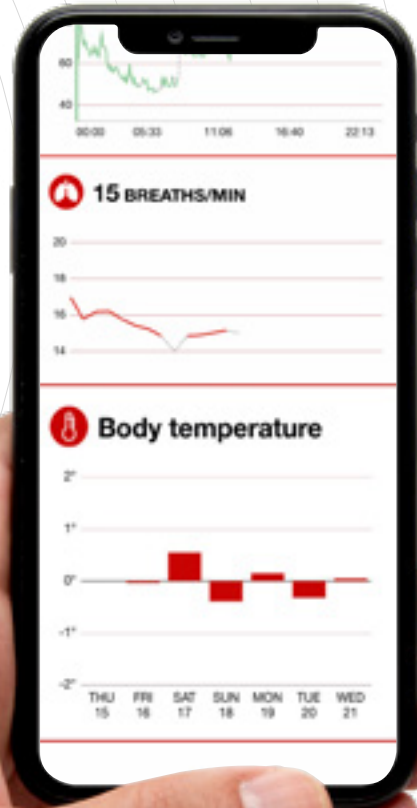 60
40
00:00 05:33 11:06 16:40 22:13
15 BREATHS/MIN
20
18
16
14
Body temperature
2°
1°
0°
-1°
-2°
THU FRI SAT SUN MON TUE WED
15 16 17 18 19 20 21